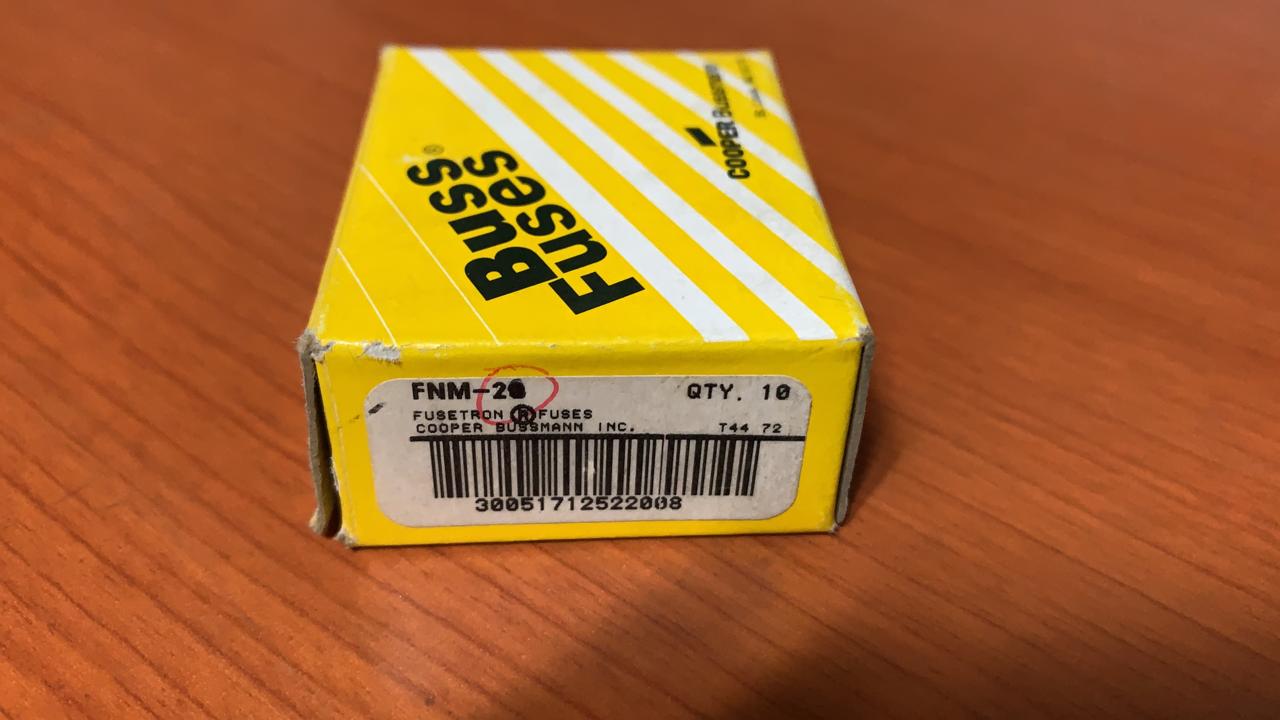 Buss®
Fuses
COOPER Bussmann
FNM-20
QTY. 10
FUSETRON ® FUSES
COOPER BUSSMANN INC.
T44 72
30051712522008